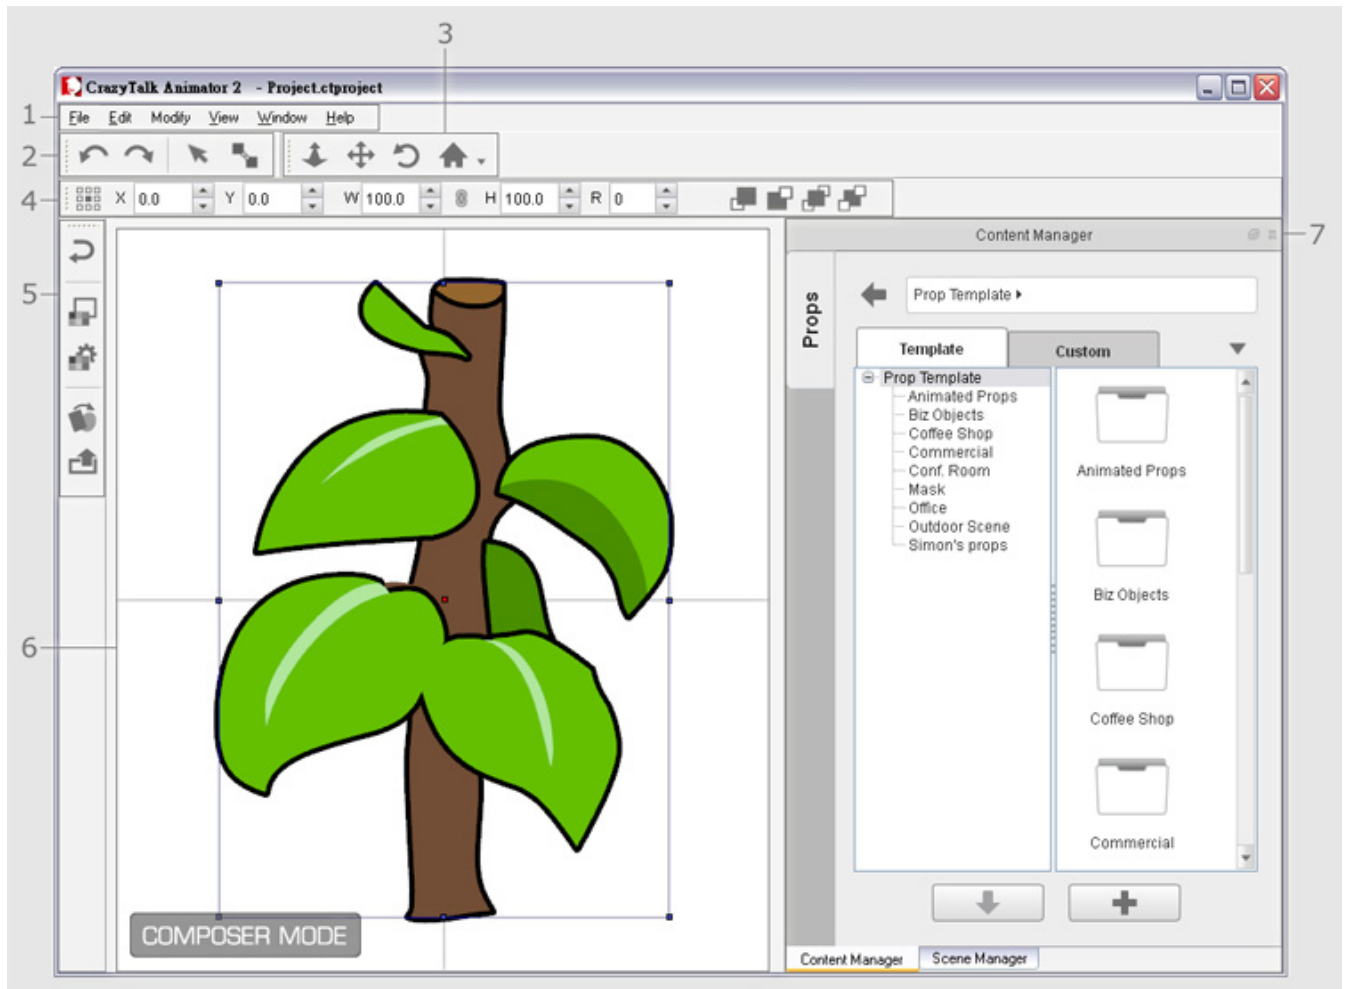 3
CrazyTalk Animator 2 - Project.ctproject
1
File Edit Modify View Window Help
2
4
X 0.0 Y 0.0 W 100.0 H 100.0 R 0
Content Manager
7
5
Props
Prop Template
Template Custom
Prop Template
Animated Props
Biz Objects
Coffee Shop
Commercial
Conf. Room
Mask
Office
Outdoor Scene
Simon's props
Animated Props
Biz Objects
Coffee Shop
Commercial
6
COMPOSER MODE
Content Manager Scene Manager